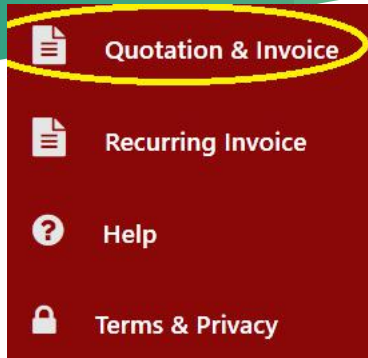 Quotation & Invoice
Recurring Invoice
Help
Terms & Privacy